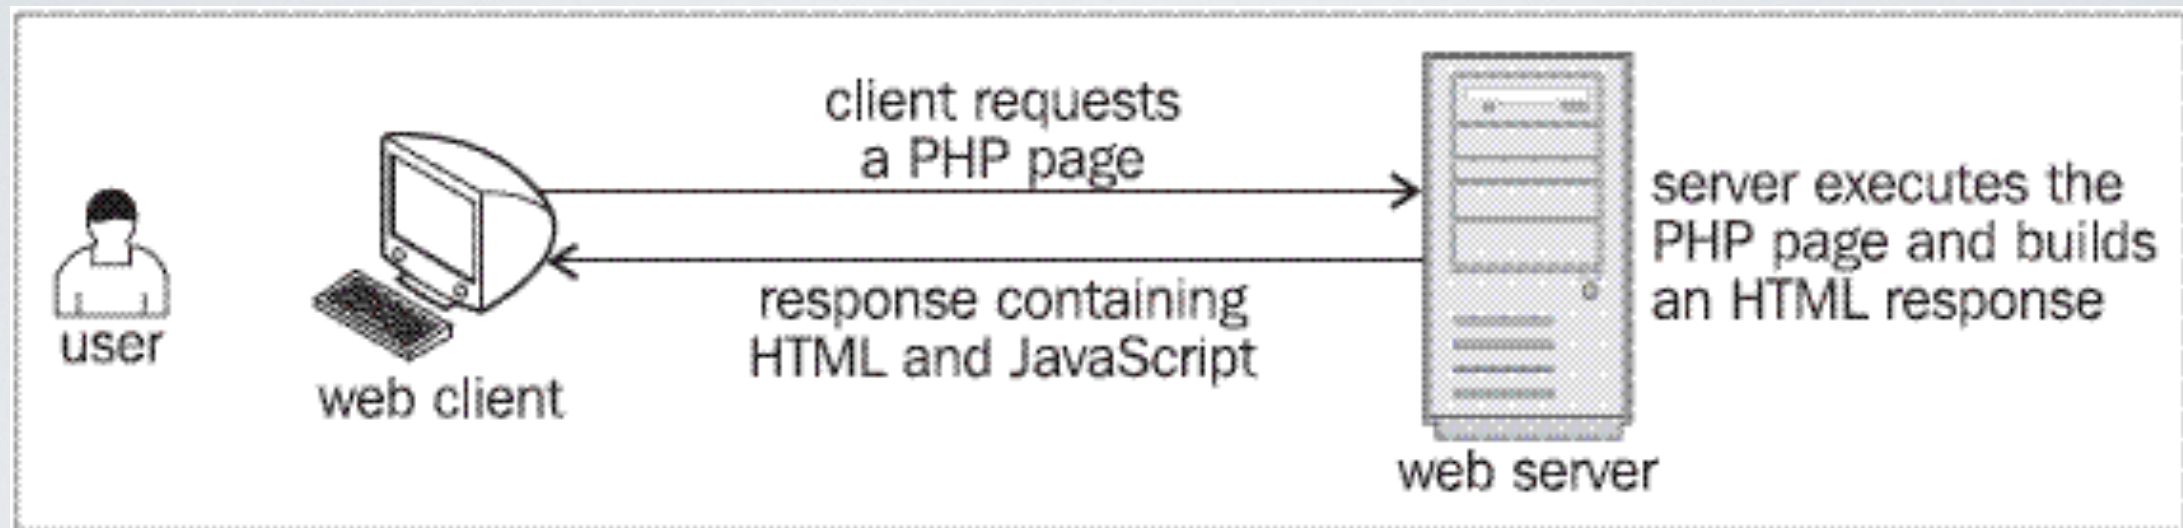 client requests
a PHP page
server executes the
PHP page and builds
an HTML response
response containing
HTML and JavaScript
user
web client
web server